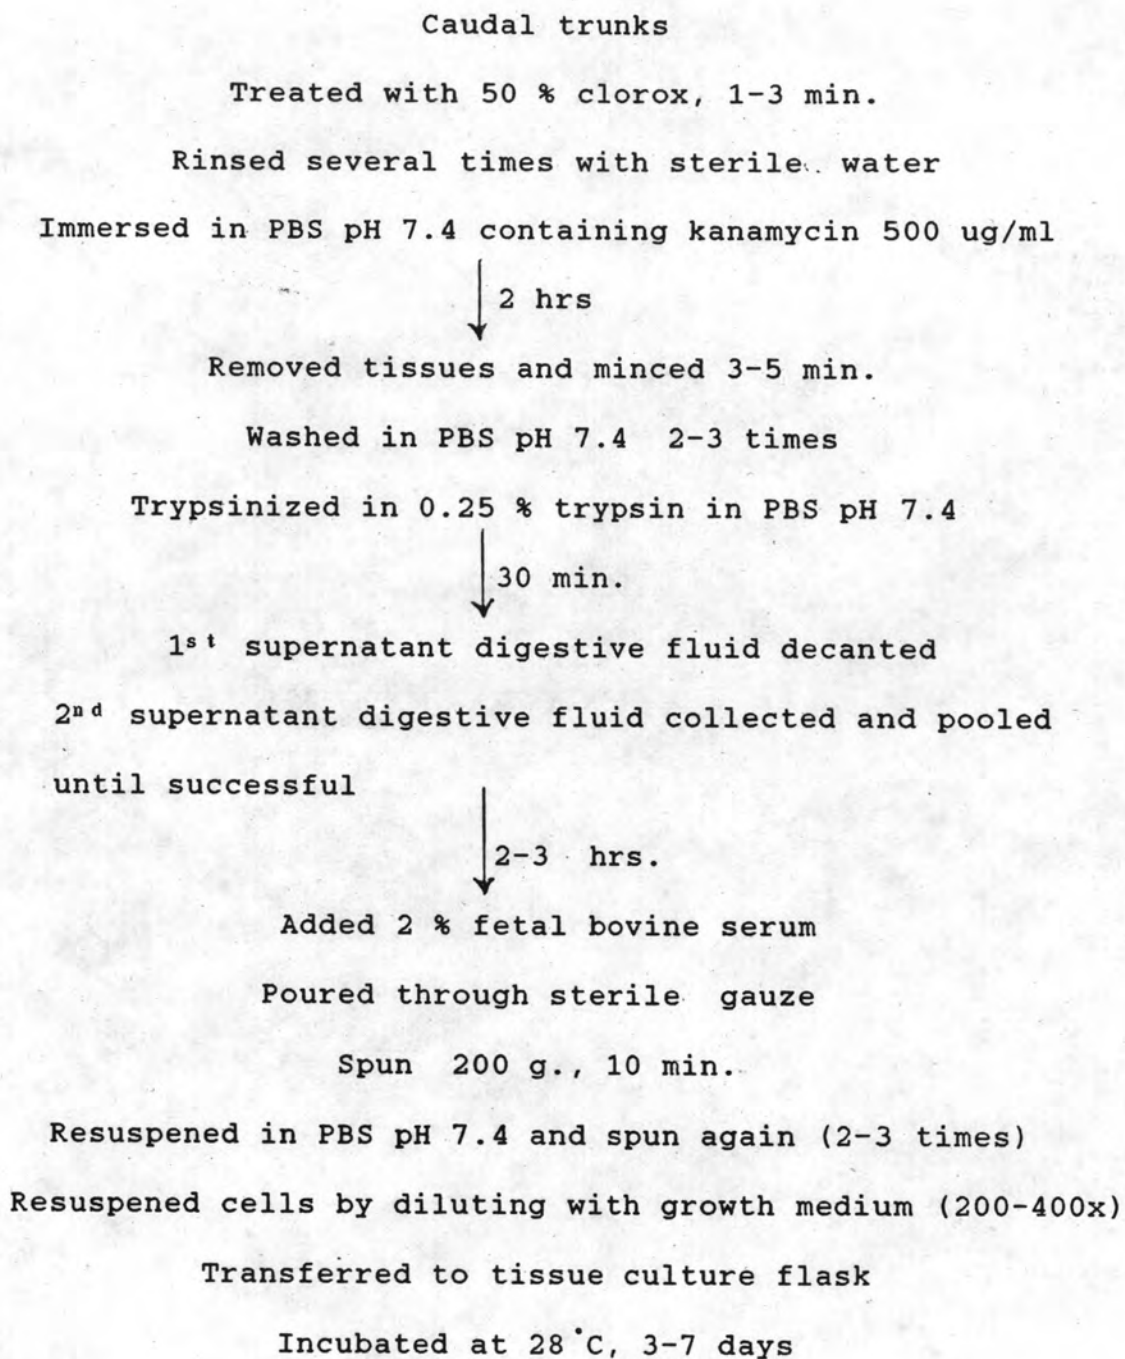 Caudal trunks
Treated with 50 % clorox, 1-3 min.
Rinsed several times with sterile water
Immersed in PBS pH 7.4 containing kanamycin 500 ug/ml
2 hrs
Removed tissues and minced 3-5 min.
Washed in PBS pH 7.4 2-3 times
Trypsinized in 0.25 % trypsin in PBS pH 7.4
30 min.
1st supernatant digestive fluid decanted
2nd supernatant digestive fluid collected and pooled
until successful
2-3 hrs.
Added 2 % fetal bovine serum
Poured through sterile gauze
Spun 200 g., 10 min.
Resuspened in PBS pH 7.4 and spun again (2-3 times)
Resuspened cells by diluting with growth medium (200-400x)
Transferred to tissue culture flask
Incubated at 28°C, 3-7 days